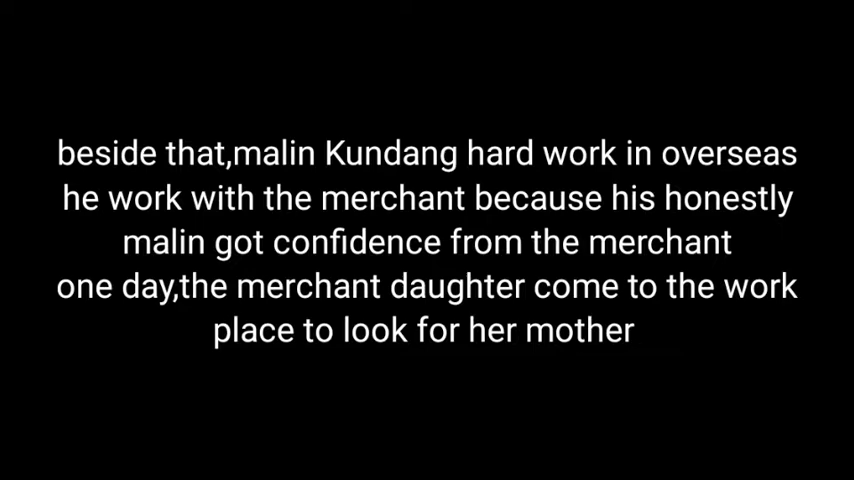 beside that,malin Kundang hard work in overseas
he work with the merchant because his honestly
malin got confidence from the merchant
one day,the merchant daughter come to the work
place to look for her mother